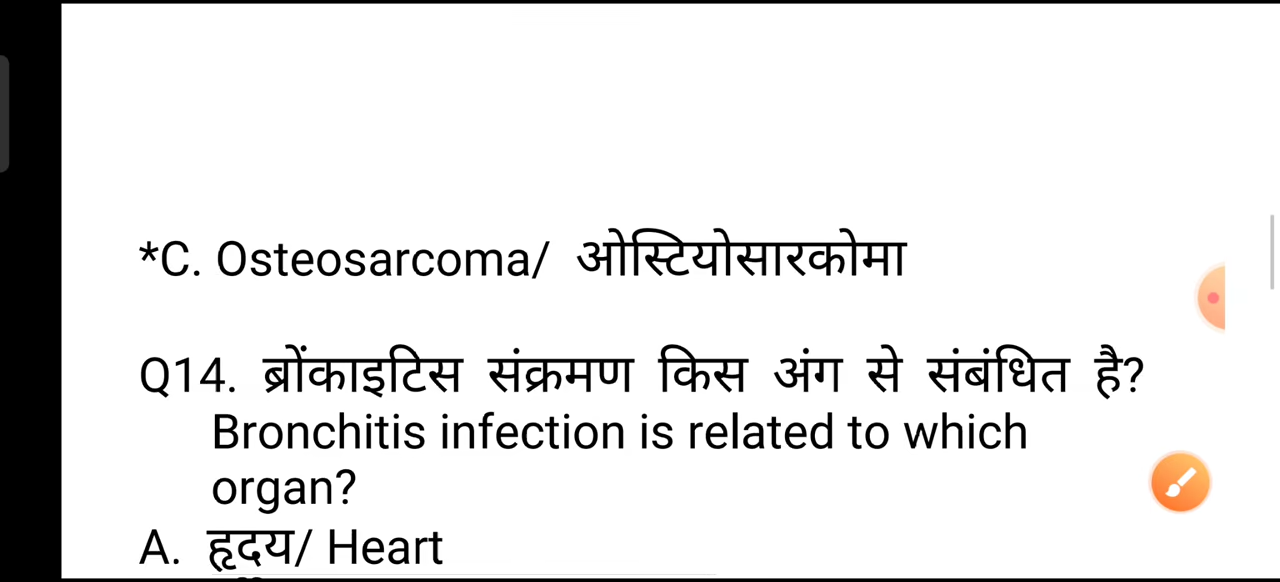 *C. Osteosarcoma/ ओस्टियोसारकोमा
Q14. ब्रोंकाइटिस संक्रमण किस अंग से संबंधित है?
Bronchitis infection is related to which
organ?
A. हृदय/ Heart